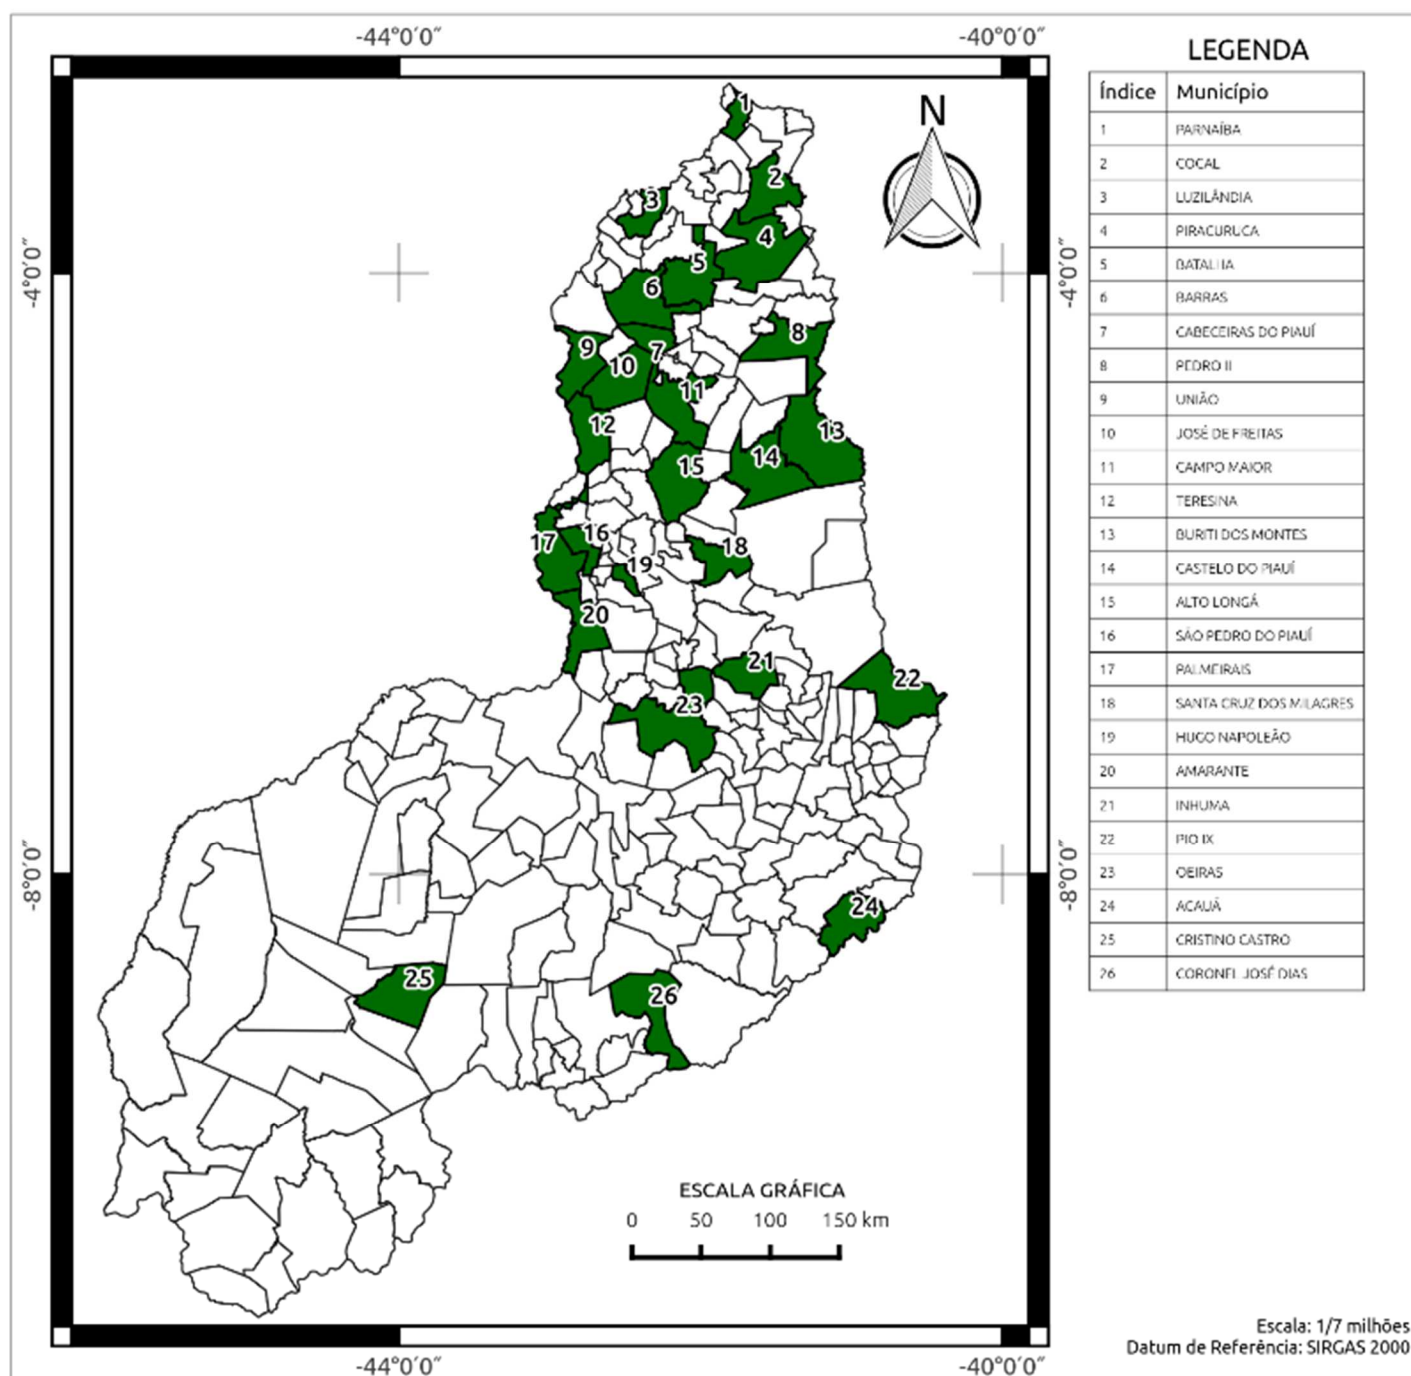 -44°0′0″ -40°0′0″
LEGENDA
Índice Município
1 PARNAÍBA
2 COCAL
3 LUZILÂNDIA
4 PIRACURUCA
5 BATALHA
6 BARRAS
7 CABECEIRAS DO PIAUÍ
8 PEDRO II
9 UNIÃO
10 JOSÉ DE FREITAS
11 CAMPO MAIOR
12 TERESINA
13 BURITI DOS MONTES
14 CASTELO DO PIAUÍ
15 ALTO LONGÁ
16 SÃO PEDRO DO PIAUÍ
17 PALMEIRAIS
18 SANTA CRUZ DOS MILAGRES
19 HUGO NAPOLEÃO
20 AMARANTE
21 INHUMA
22 PIO IX
23 OEIRAS
24 ACAUÃ
25 CRISTINO CASTRO
26 CORONEL JOSÉ DIAS
N
1
2
3
4
5
6
8
9
7
10
11
12
13
14
15
16
17
18
19
20
21
22
23
24
25
26
-4°0′0″ -4°0′0″
-8°0′0″ -8°0′0″
ESCALA GRÁFICA
0 50 100 150 km
-44°0′0″ -40°0′0″
Escala: 1/7 milhões
Datum de Referência: SIRGAS 2000